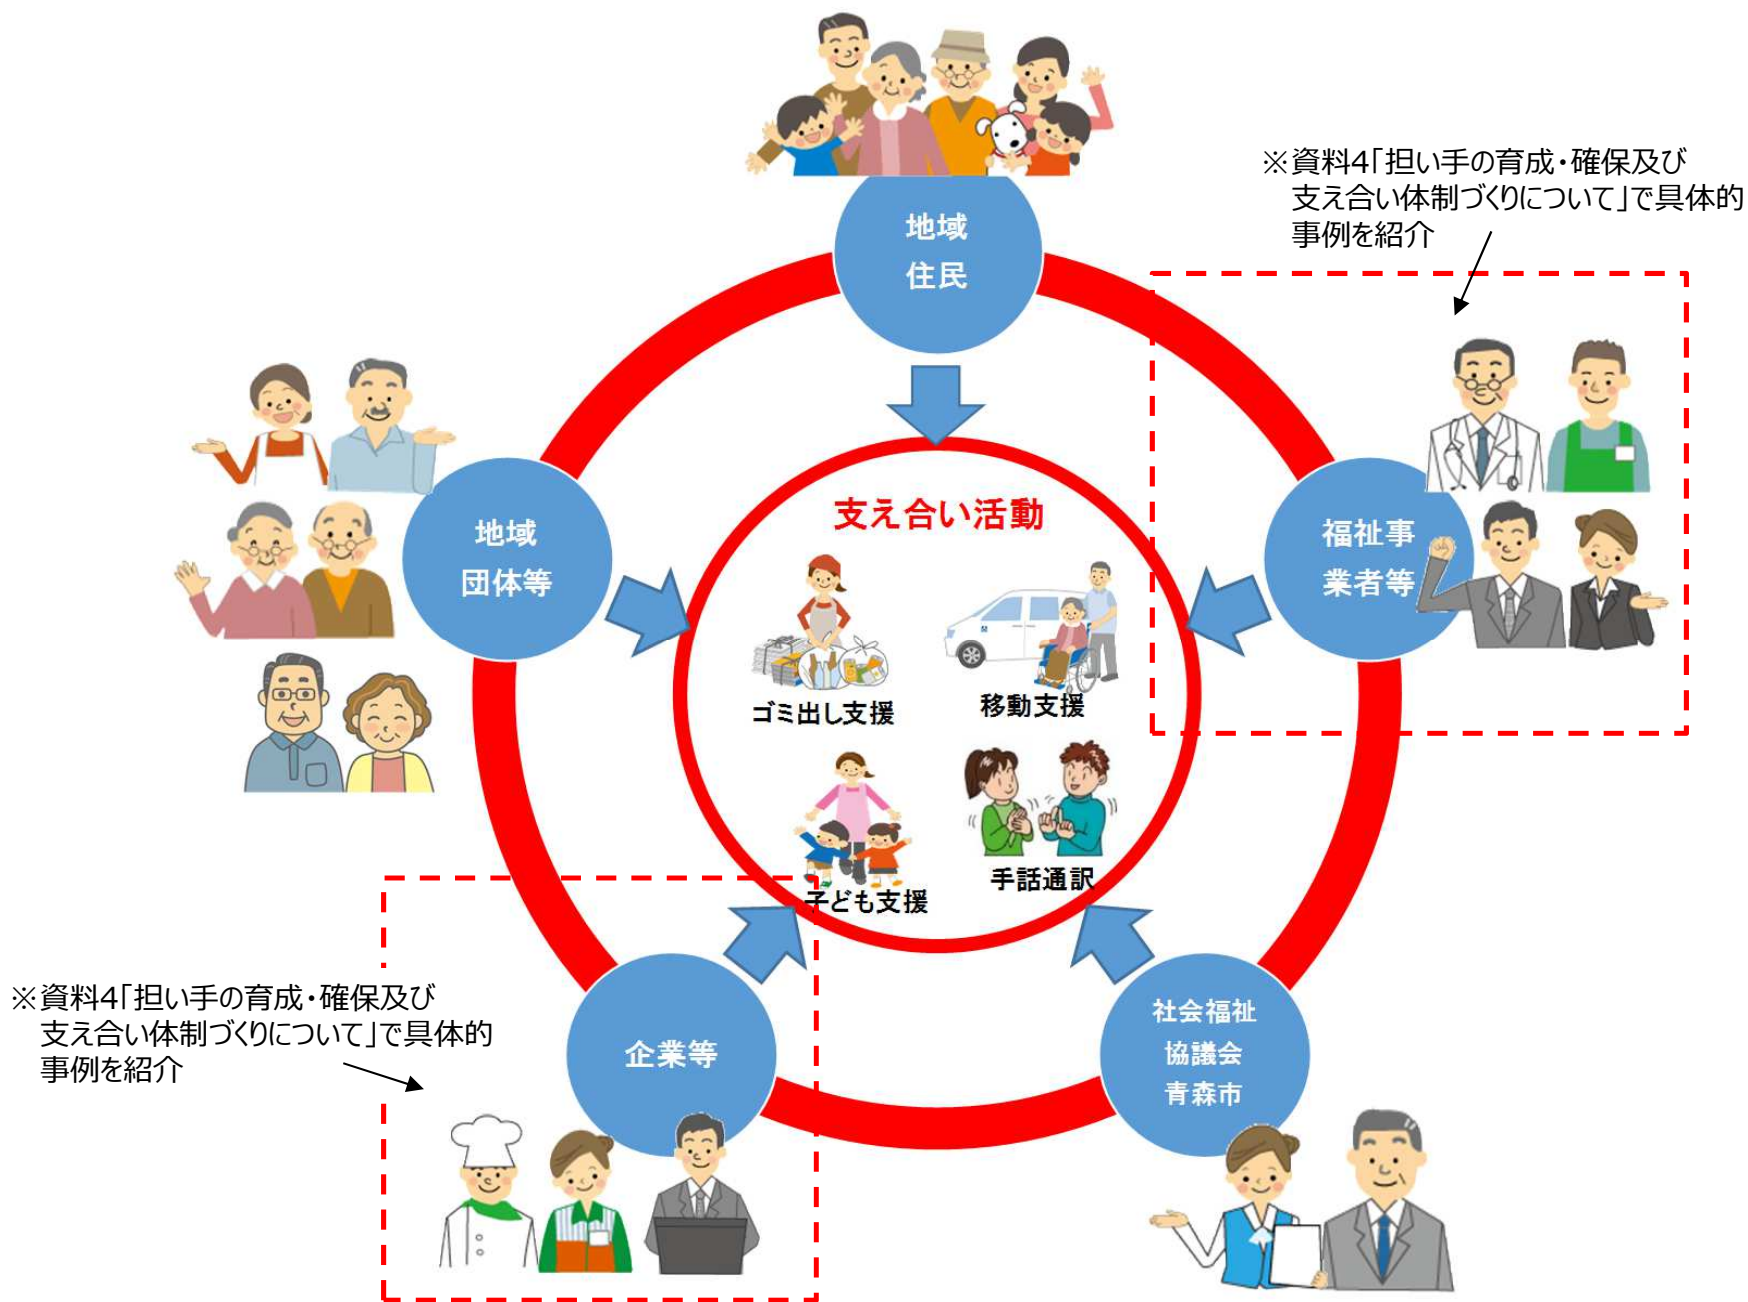 地域
住民
※資料4「担い手の育成・確保及び
支え合い体制づくりについて」で具体的
事例を紹介
地域
団体等
支え合い活動
福祉事
業者等
ゴミ出し支援
移動支援
子ども支援
手話通訳
※資料4「担い手の育成・確保及び
支え合い体制づくりについて」で具体的
事例を紹介
企業等
社会福祉
協議会
青森市